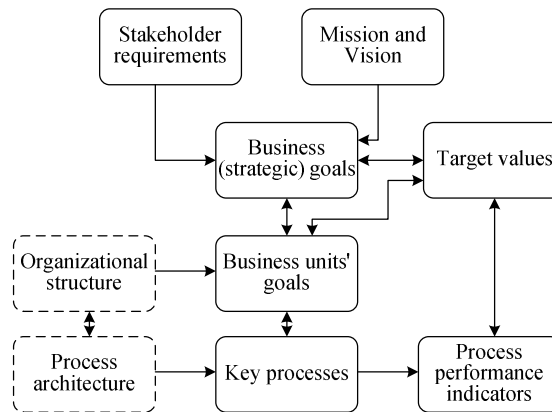 Stakeholder
requirements
Mission and
Vision
Business
(strategic) goals
Target values
Organizational
structure
Business units'
goals
Process
architecture
Key processes
Process
performance
indicators